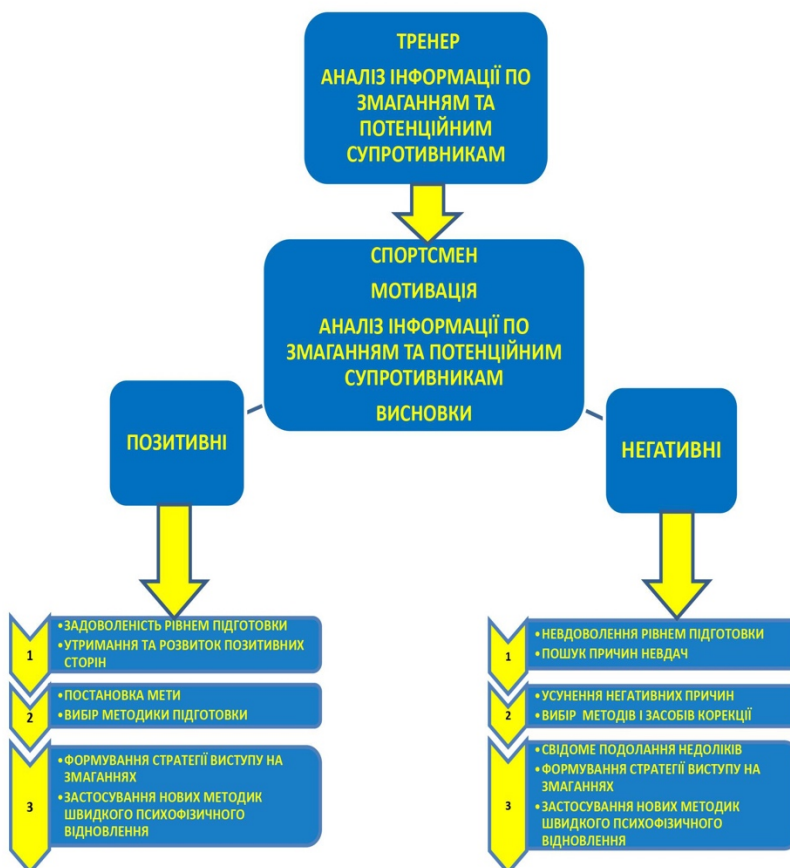 ТРЕНЕР
АНАЛІЗ ІНФОРМАЦІЇ ПО
ЗМАГАННЯМ ТА
ПОТЕНЦІЙНИМ
СУПРОТИВНИКАМ
СПОРТСМЕН
МОТИВАЦІЯ
АНАЛІЗ ІНФОРМАЦІЇ ПО
ЗМАГАННЯМ ТА ПОТЕНЦІЙНИМ
СУПРОТИВНИКАМ
ВИСНОВКИ
ПОЗИТИВНІ
НЕГАТИВНІ
1
•ЗАДОВОЛЕНІСТЬ РІВНЕМ ПІДГОТОВКИ
•УТРИМАННЯ ТА РОЗВИТОК ПОЗИТИВНИХ
СТОРІН
2
•ПОСТАНОВКА МЕТИ
•ВИБІР МЕТОДИКИ ПІДГОТОВКИ
3
•ФОРМУВАННЯ СТРАТЕГІЇ ВИСТУПУ НА
ЗМАГАННЯХ
•ЗАСТОСУВАННЯ НОВИХ МЕТОДИК
ШВИДКОГО ПСИХОФІЗИЧНОГО
ВІДНОВЛЕННЯ
1
•НЕВДОВОЛЕННЯ РІВНЕМ ПІДГОТОВКИ
•ПОШУК ПРИЧИН НЕВДАЧ
2
•УСУНЕННЯ НЕГАТИВНИХ ПРИЧИН
•ВИБІР МЕТОДІВ І ЗАСОБІВ КОРЕКЦІЇ
3
•СВІДОМЕ ПОДОЛАННЯ НЕДОЛІКІВ
•ФОРМУВАННЯ СТРАТЕГІЇ ВИСТУПУ НА
ЗМАГАННЯХ
•ЗАСТОСУВАННЯ НОВИХ МЕТОДИК
ШВИДКОГО ПСИХОФІЗИЧНОГО
ВІДНОВЛЕННЯ